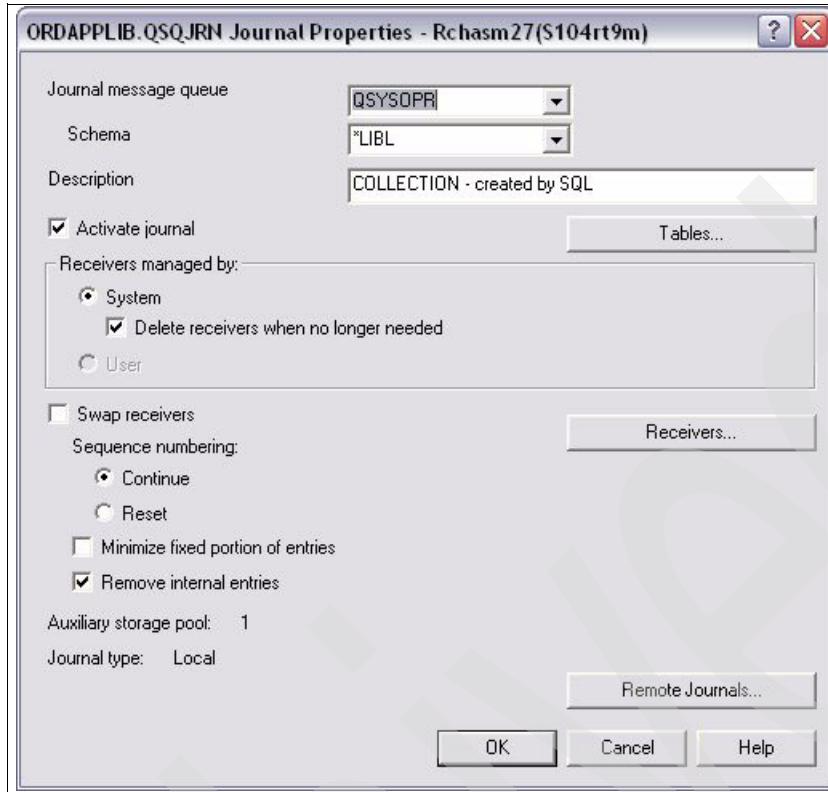 ORDAPPLIB.QSQJRN Journal Properties - Rchasm27(S104rt9m)
Journal message queue QSYSOPR
Schema *LIBL
Description COLLECTION - created by SQL
Activate journal Tables...
Receivers managed by:
System
Delete receivers when no longer needed
User
Swap receivers Receivers...
Sequence numbering:
Continue
Reset
Minimize fixed portion of entries
Remove internal entries
Auxiliary storage pool: 1
Journal type: Local
Remote Journals...
OK Cancel Help